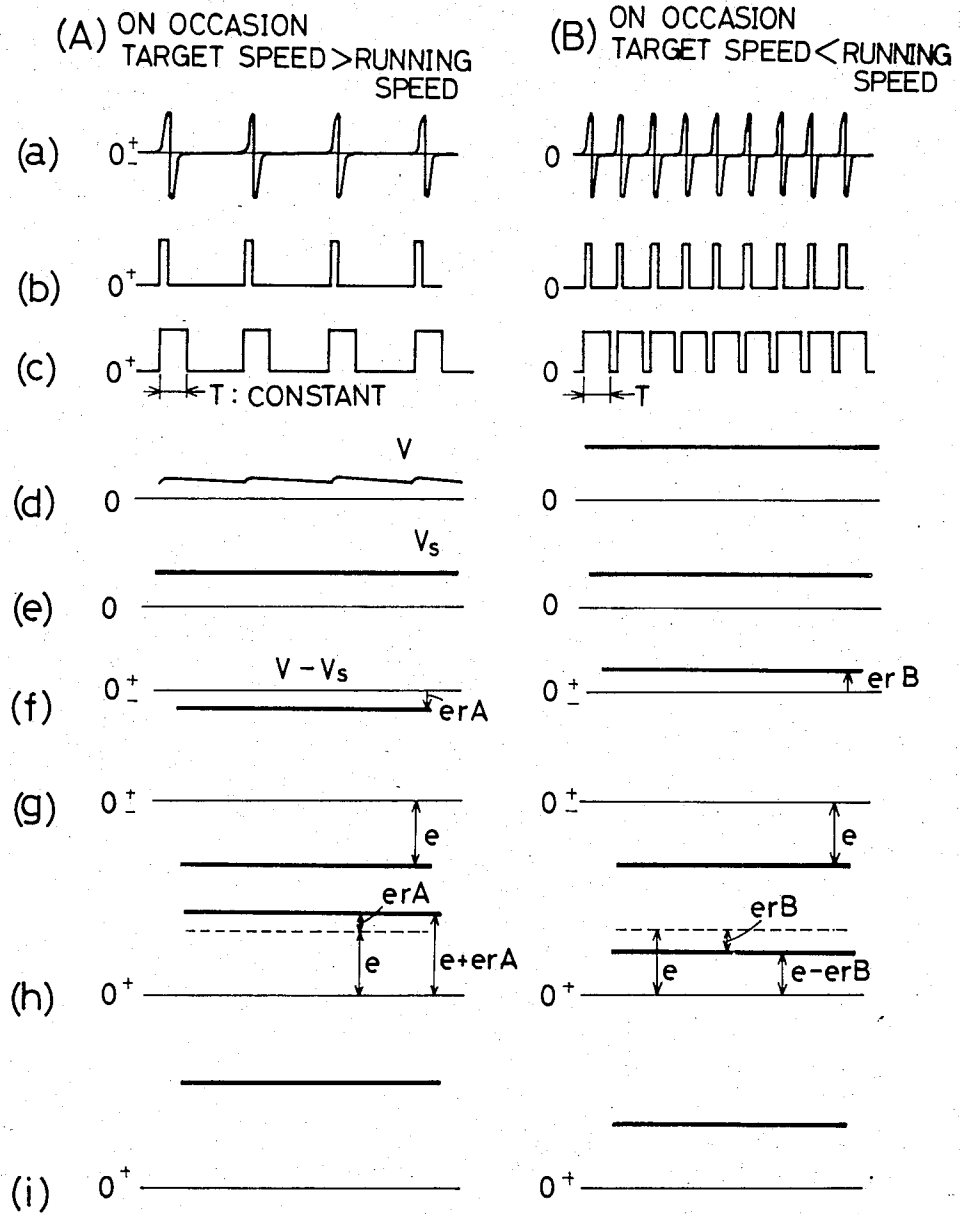 (A) ON OCCASION
TARGET SPEED > RUNNING
SPEED
(B) ON OCCASION
TARGET SPEED < RUNNING
SPEED
(a) 0 + -
0
(b) 0 +
0
(c) 0 +
T : CONSTANT
0
T
(d) 0
V
0
(e) 0
Vs
0
(f) 0 + -
V - Vs
erA
0 + -
erB
(g) 0 + -
e
0 + -
e
(h) 0 +
erA
e
e+erA
0 +
erB
e
e-erB
(i) 0 +
0 +